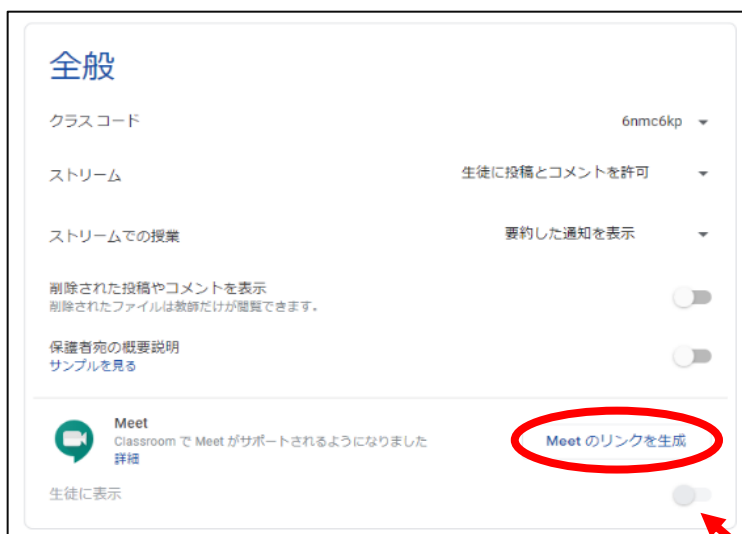 全般
クラスコード 6nmc6kp
ストリーム 生徒に投稿とコメントを許可
ストリームでの授業 要約した通知を表示
削除された投稿やコメントを表示
削除されたファイルは教師だけが閲覧できます。
保護者宛の概要説明
サンプルを見る
Meet
Classroom で Meet がサポートされるようになりました
詳細
Meet のリンクを生成
生徒に表示